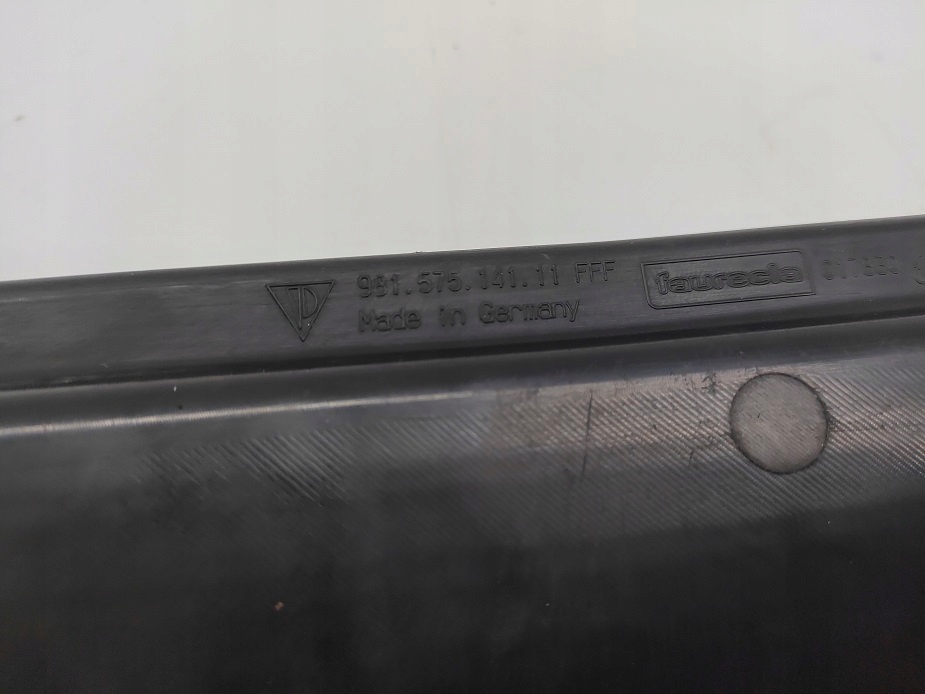 981.575.141.11 FFF
Made in Germany
faurecia